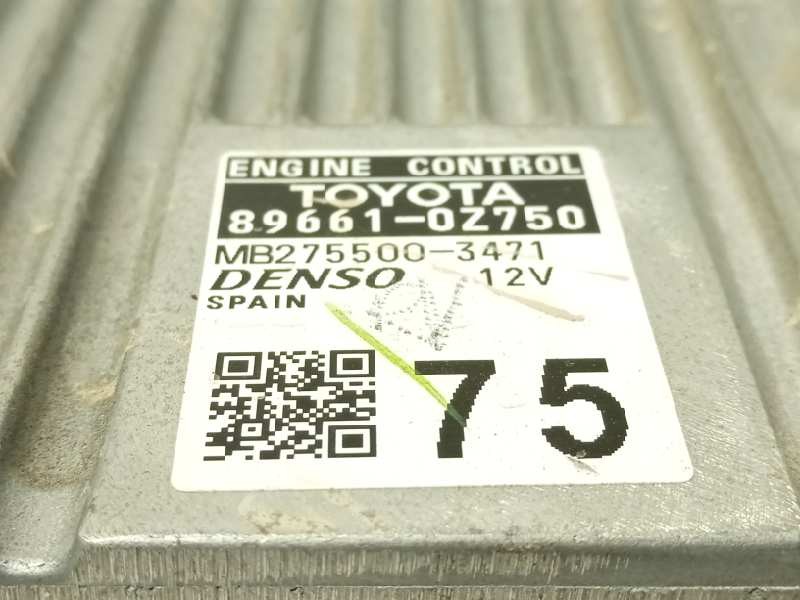 ENGINE CONTROL
TOYOTA
89661-0Z750
MB275500-3471
DENSO 12V
SPAIN
75